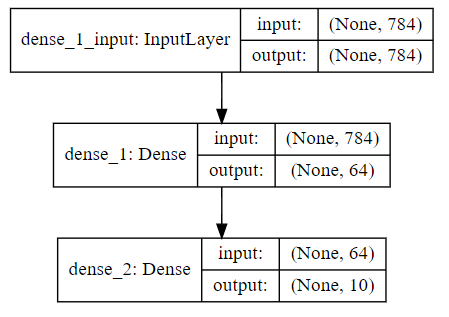 dense_1_input: InputLayer
input: (None, 784)
output: (None, 784)
dense_1: Dense
input: (None, 784)
output: (None, 64)
dense_2: Dense
input: (None, 64)
output: (None, 10)